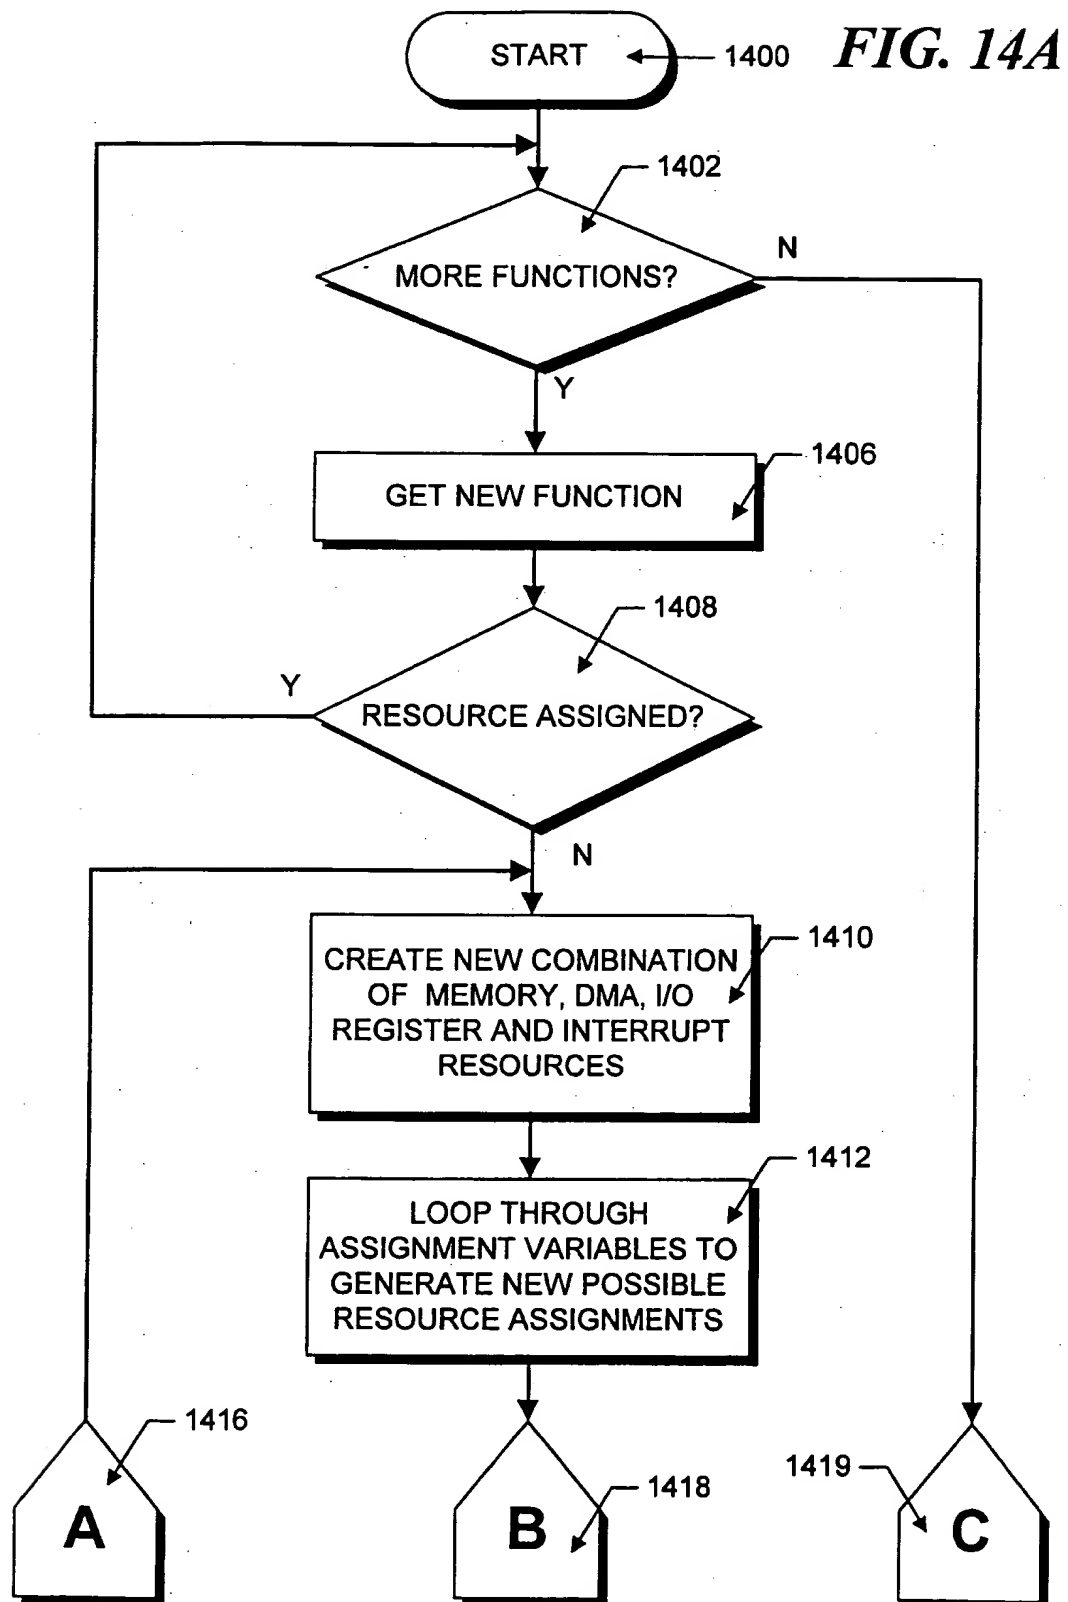 START
1400
FIG. 14A
1402
N
MORE FUNCTIONS?
Y
1406
GET NEW FUNCTION
1408
Y
RESOURCE ASSIGNED?
N
1410
CREATE NEW COMBINATION
OF MEMORY, DMA, I/O
REGISTER AND INTERRUPT
RESOURCES
1412
LOOP THROUGH
ASSIGNMENT VARIABLES TO
GENERATE NEW POSSIBLE
RESOURCE ASSIGNMENTS
1416
A
1418
B
1419
C